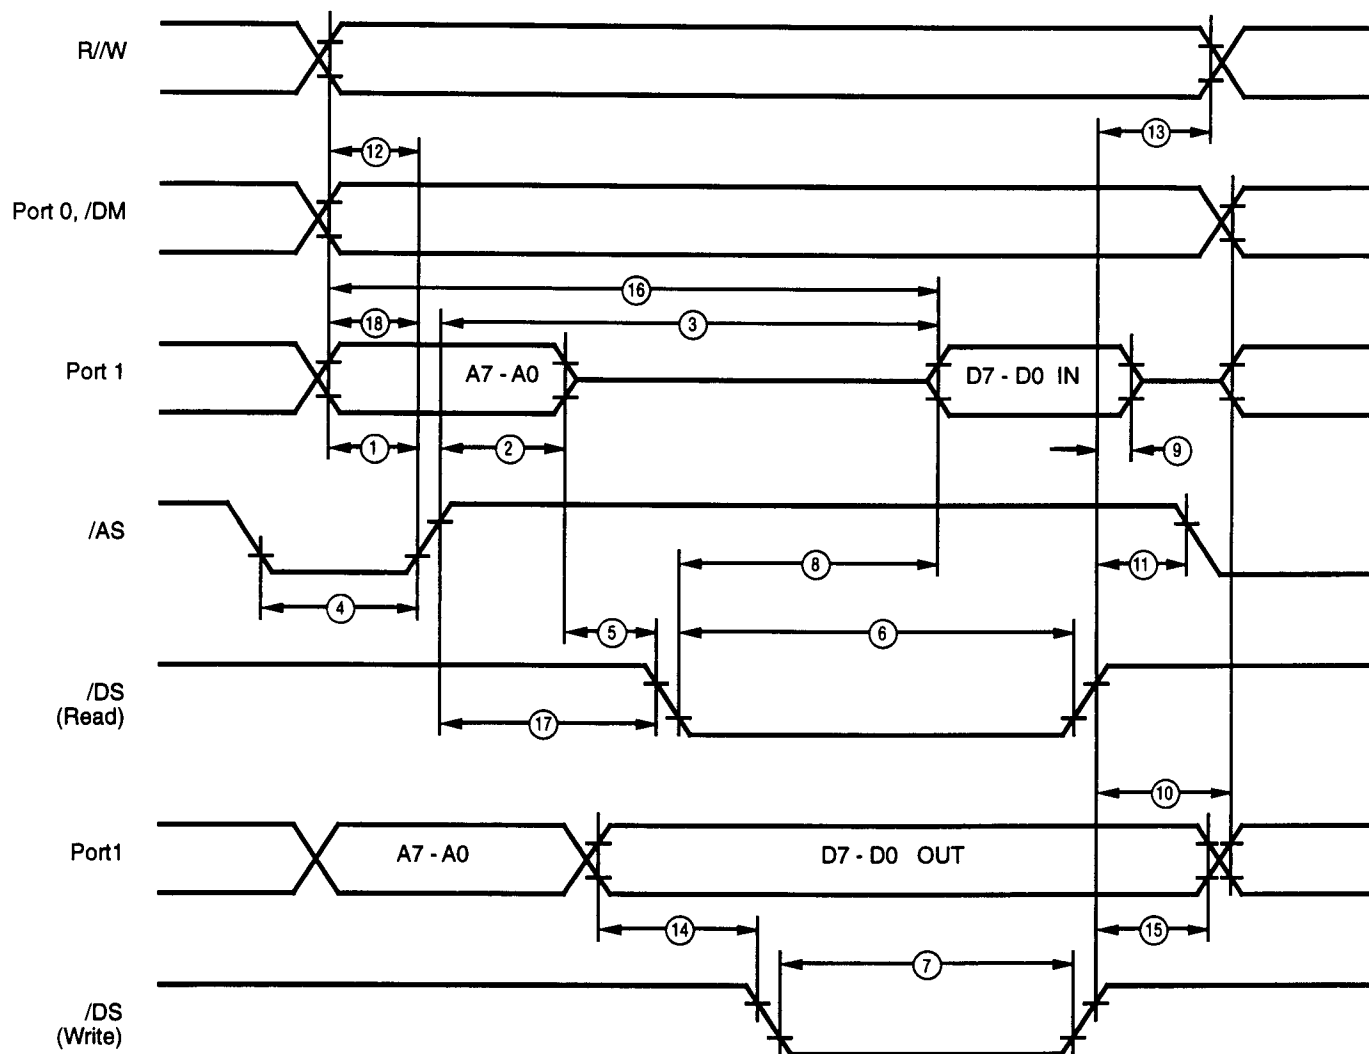 R//W
13
12
Port 0, /DM
16
18
3
Port 1
A7 - A0
D7 - D0 IN
1
2
9
/AS
8
11
4
5
6
/DS
(Read)
17
10
Port1
A7 - A0
D7 - D0 OUT
14
15
7
/DS
(Write)